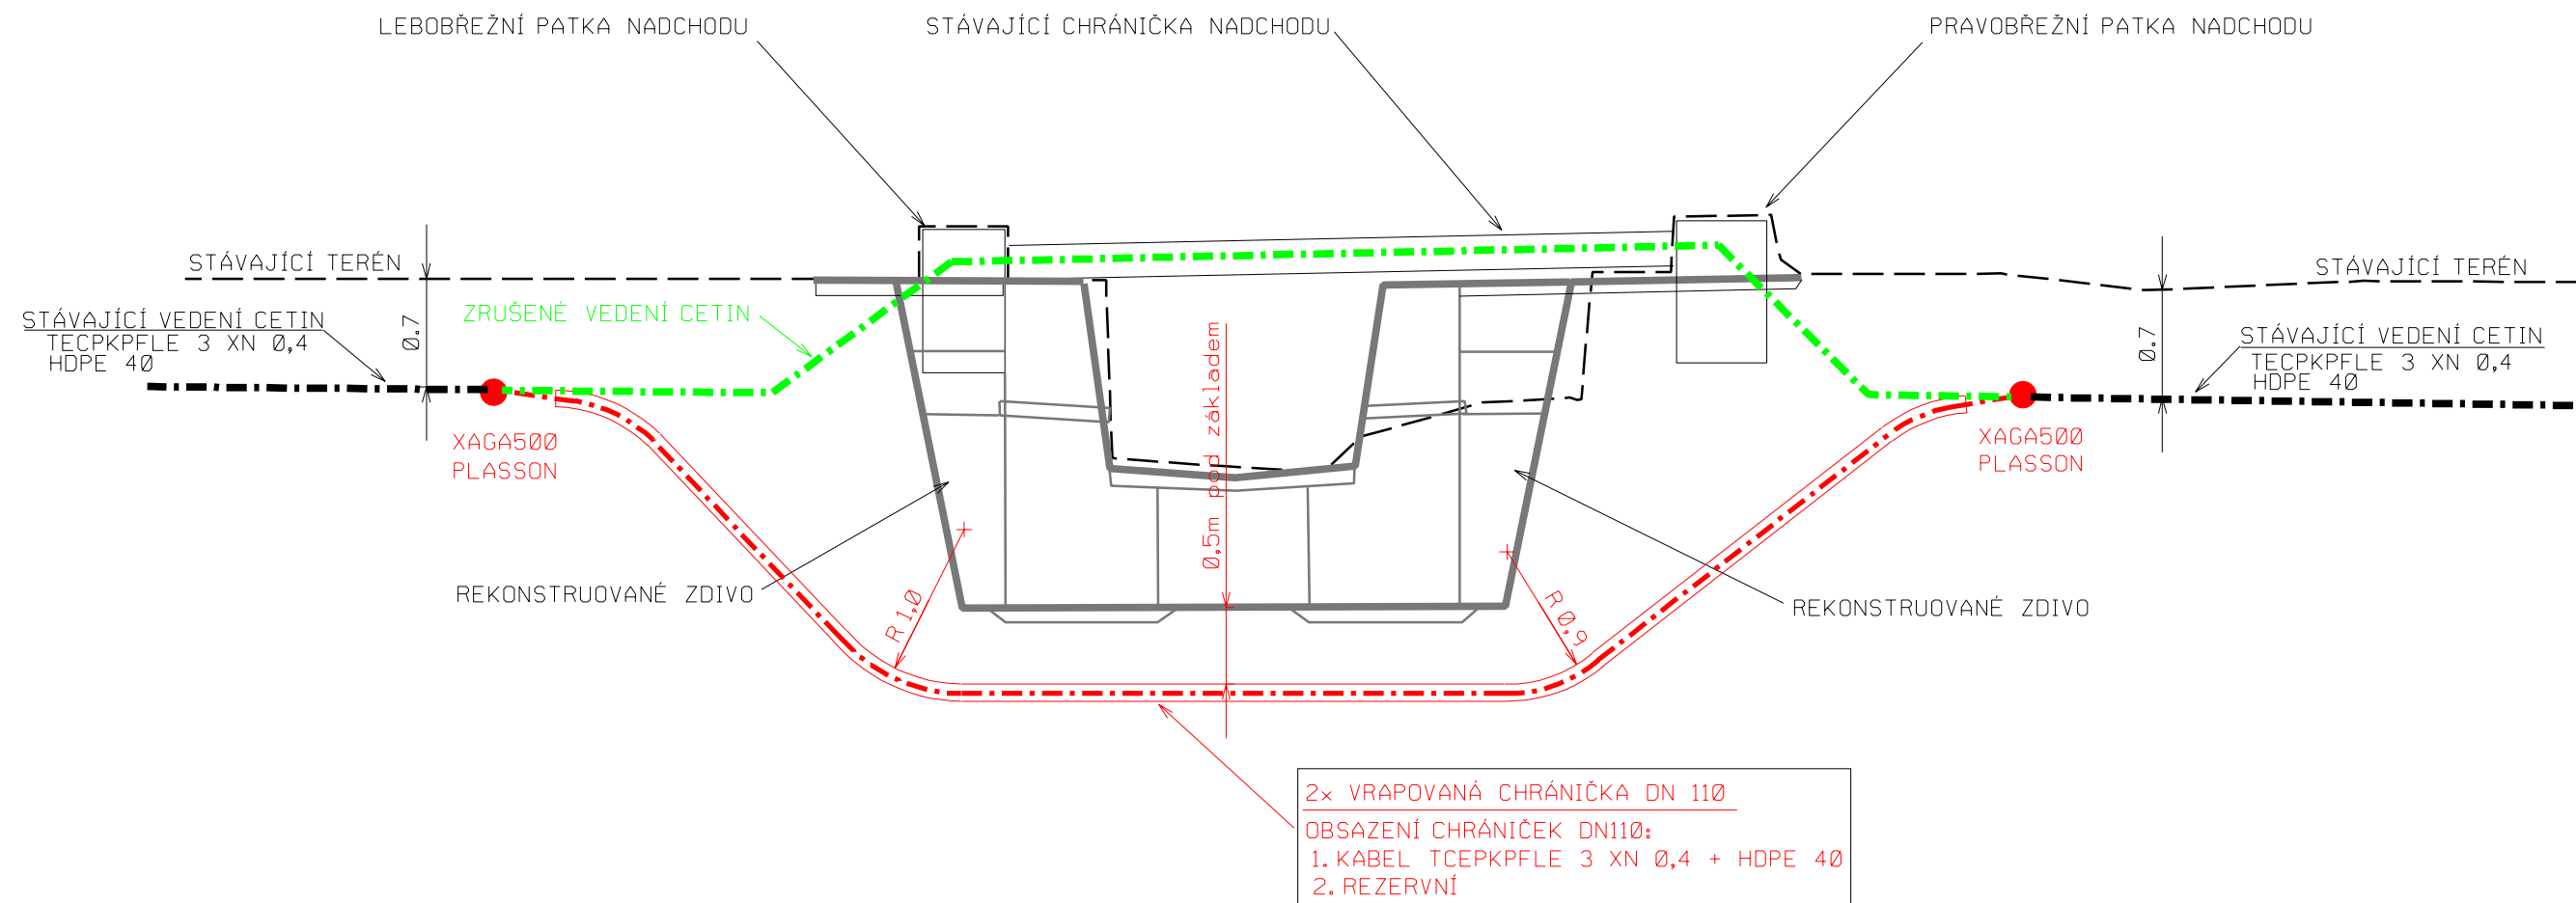 LEBOBŘEŽNÍ PATKA NADCHODU
STÁVAJÍCÍ CHRÁNIČKA NADCHODU
PRAVOBŘEŽNÍ PATKA NADCHODU
STÁVAJÍCÍ TERÉN
STÁVAJÍCÍ TERÉN
ZRUŠENÉ VEDENÍ CETIN
STÁVAJÍCÍ VEDENÍ CETIN
TECPKPFLE 3 XN 0,4
HDPE 40
0.7
STÁVAJÍCÍ VEDENÍ CETIN
TECPKPFLE 3 XN 0,4
HDPE 40
0.7
XAGA500
PLASSON
XAGA500
PLASSON
0,5m pod základem
R 1,0
R 0,9
REKONSTRUOVANÉ ZDIVO
REKONSTRUOVANÉ ZDIVO
2x VRAPOVANÁ CHRÁNIČKA DN 110
OBSAZENÍ CHRÁNIČEK DN110:
1. KABEL TCEPKPFLE 3 XN 0,4 + HDPE 40
2. REZERVNÍ